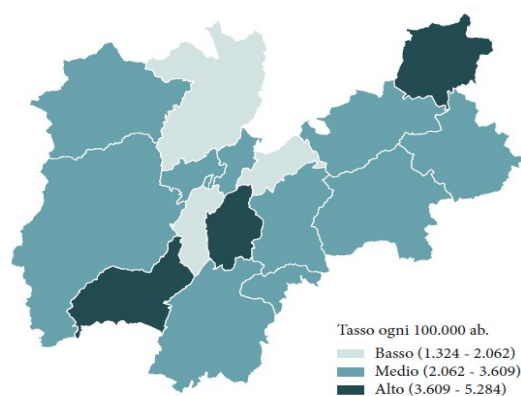 Tasso ogni 100.000 ab.
Basso (1.324 - 2.062)
Medio (2.062 - 3.609)
Alto (3.609 - 5.284)